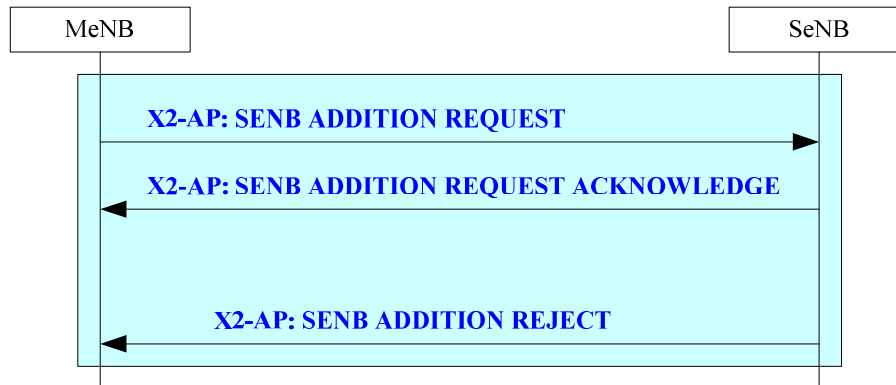 MeNB
SeNB
X2-AP: SENB ADDITION REQUEST
X2-AP: SENB ADDITION REQUEST ACKNOWLEDGE
X2-AP: SENB ADDITION REJECT